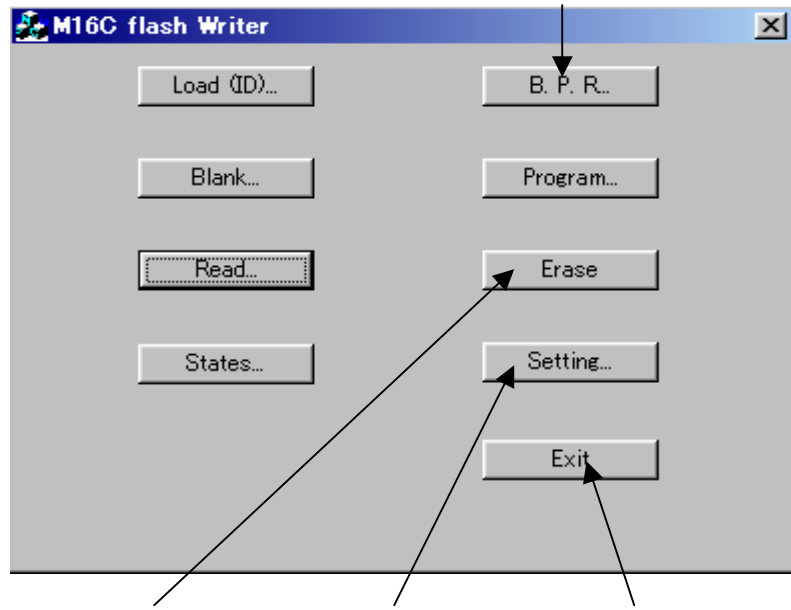 M16C flash Writer
Load (ID)...
B. P. R...
Blank...
Program...
Read...
Erase
States...
Setting...
Exit